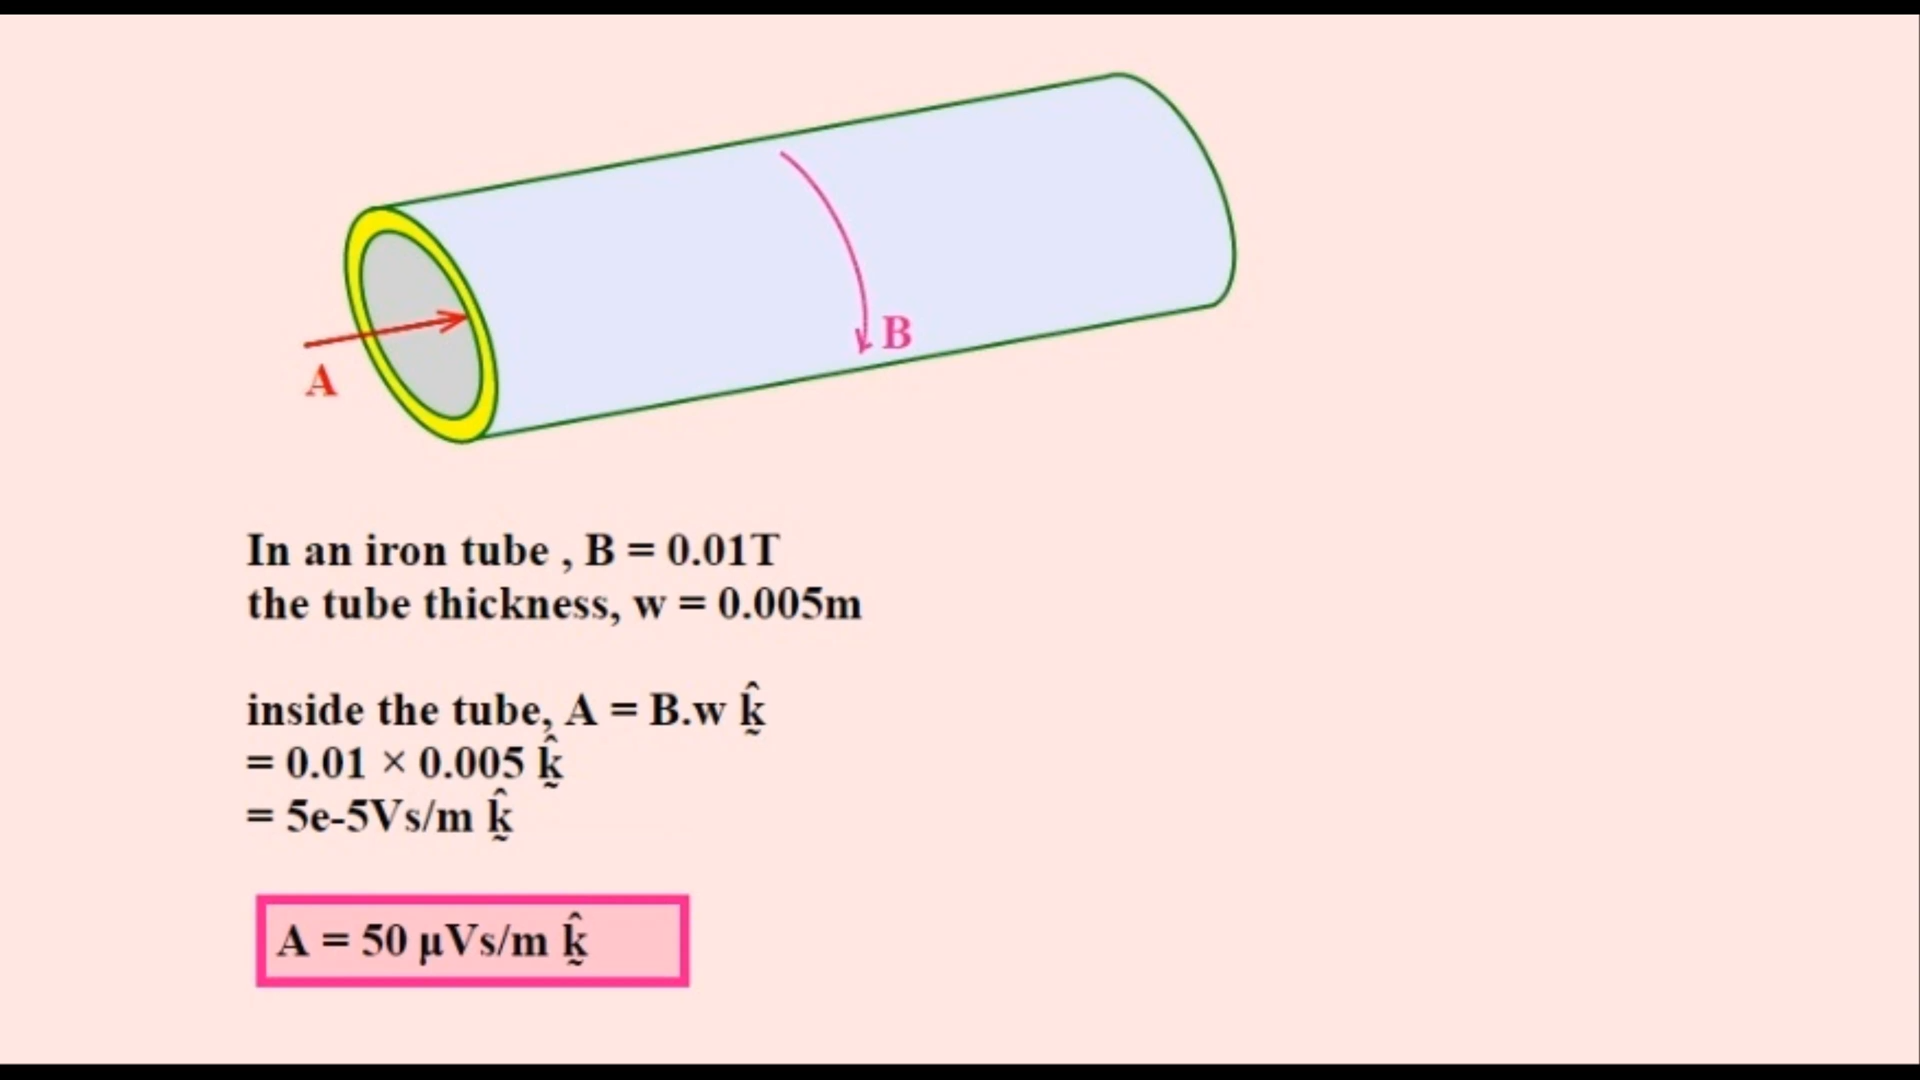 A
B
In an iron tube , B = 0.01T
the tube thickness, w = 0.005m
inside the tube, A = B.w k̰̂
= 0.01 × 0.005 k̰̂
= 5e-5Vs/m k̰̂
A = 50 µVs/m k̰̂